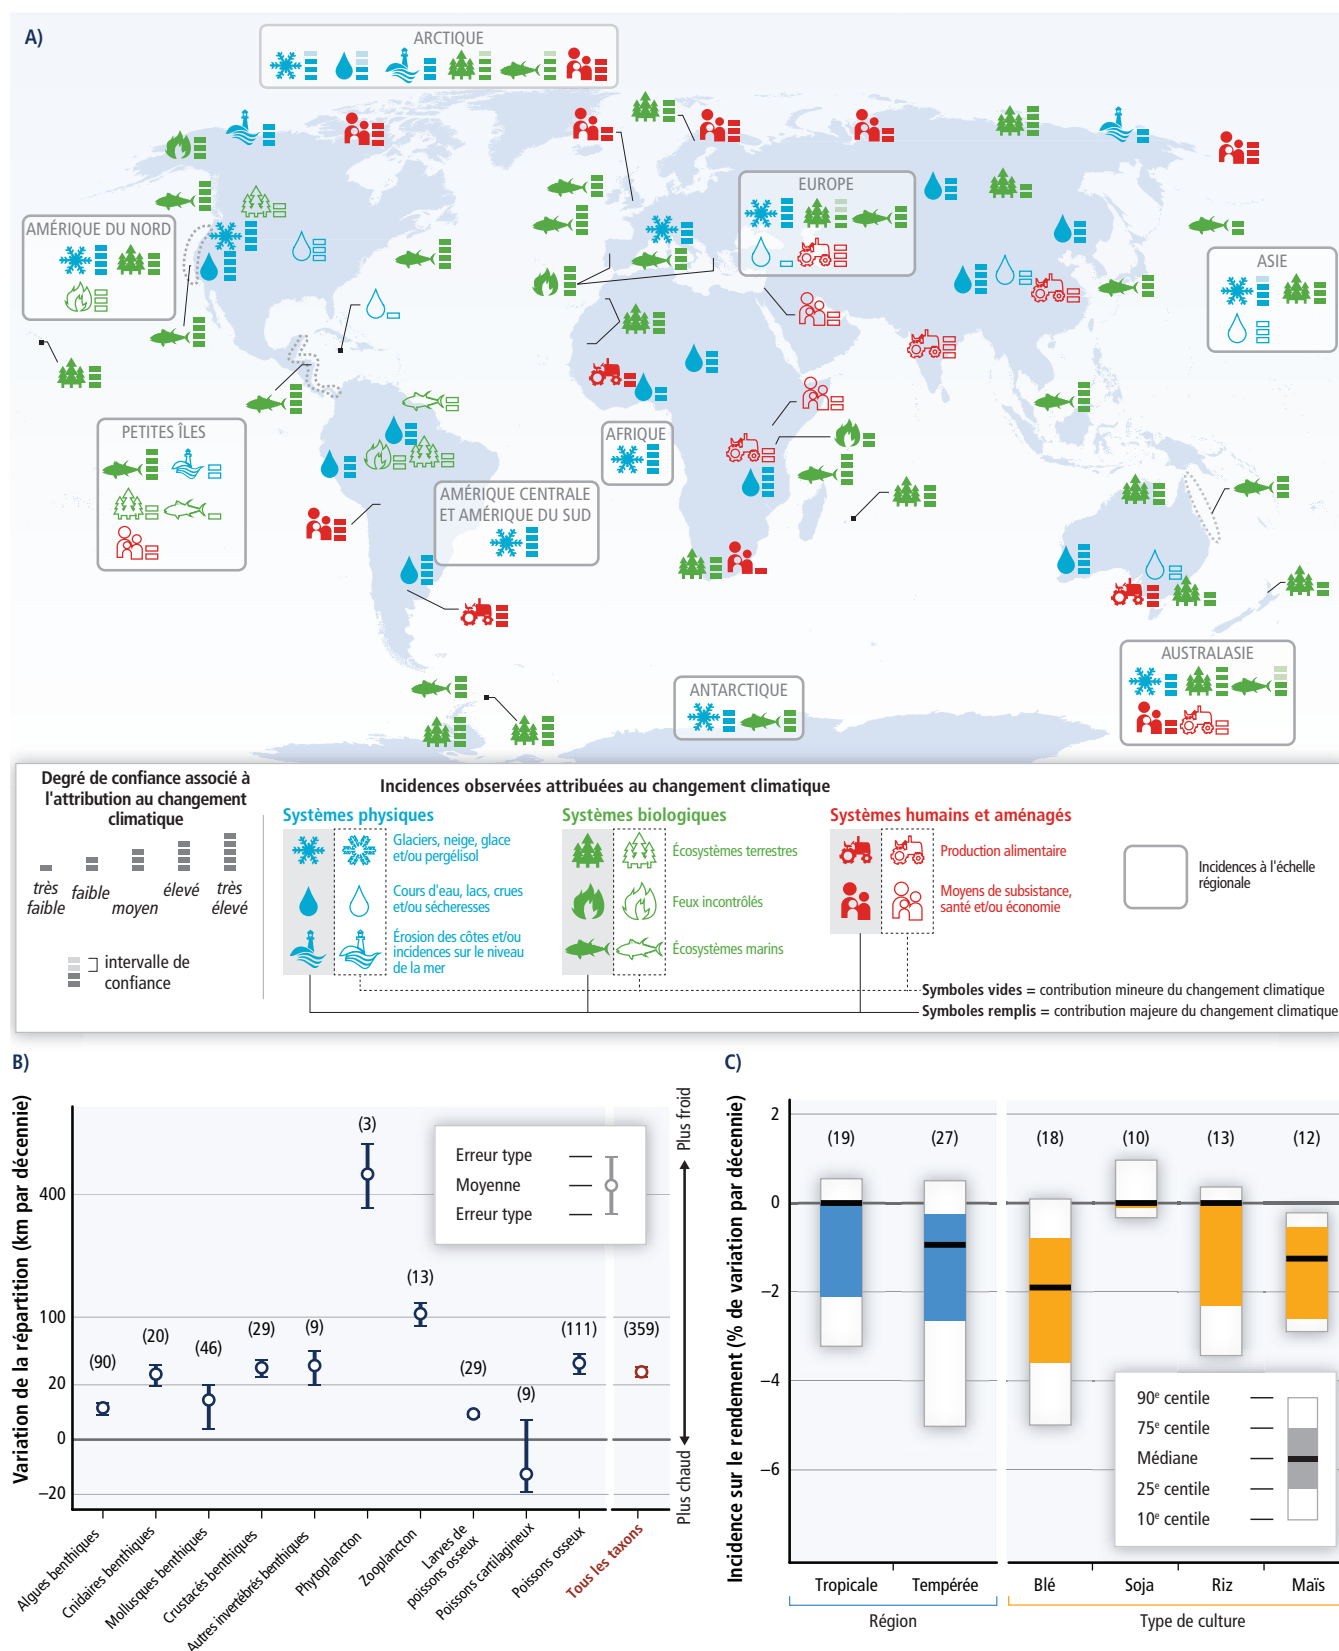 A)
ARCTIQUE
EUROPE
AMÉRIQUE DU NORD
ASIE
PETITES ÎLES
AFRIQUE
AMÉRIQUE CENTRALE
ET AMÉRIQUE DU SUD
AUSTRALASIE
ANTARCTIQUE
Degré de confiance associé à
l'attribution au changement
climatique
très
faible
faible
moyen
élevé
très
élevé
intervalle de
confiance
Incidences observées attribuées au changement climatique
Systèmes physiques
Glaciers, neige, glace
et/ou pergélisol
Cours d'eau, lacs, crues
et/ou sécheresses
Érosion des côtes et/ou
incidences sur le niveau
de la mer
Systèmes biologiques
Écosystèmes terrestres
Feux incontrôlés
Écosystèmes marins
Systèmes humains et aménagés
Production alimentaire
Moyens de subsistance,
santé et/ou économie
Incidences à l'échelle
régionale
Symboles vides = contribution mineure du changement climatique
Symboles remplis = contribution majeure du changement climatique
B)
Variation de la répartition (km par décennie)
400
100
20
0
−20
(90)
(20)
(46)
(29)
(9)
(3)
(13)
(29)
(9)
(111)
(359)
Erreur type
Moyenne
Erreur type
Plus froid
Plus chaud
Algues benthiques
Cnidaires benthiques
Mollusques benthiques
Crustacés benthiques
Autres invertébrés benthiques
Phytoplancton
Zooplancton
Larves de
poissons osseux
Poissons cartilagineux
Poissons osseux
Tous les taxons
C)
Incidence sur le rendement (% de variation par décennie)
2
0
−2
−4
−6
(19)
(27)
(18)
(10)
(13)
(12)
90e centile
75e centile
Médiane
25e centile
10e centile
Tropicale
Tempérée
Blé
Soja
Riz
Maïs
Région
Type de culture